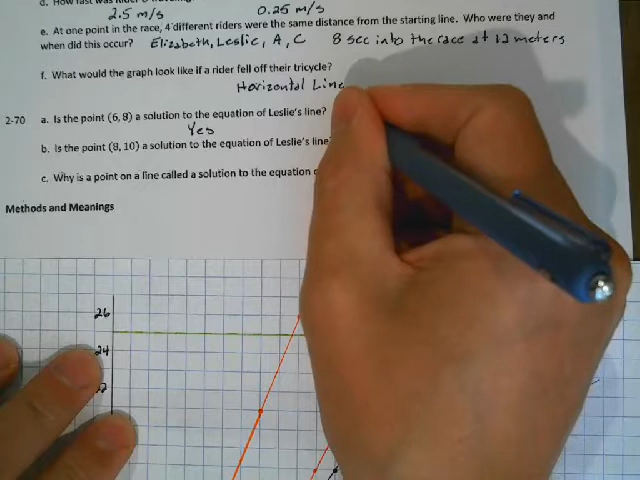 d. How fast was Rider
2.5 m/s 0.25 m/s
e. At one point in the race, 4 different riders were the same distance from the starting line. Who were they and
when did this occur? Elizabeth, Leslie, A, C 8 sec into the race at 12 meters
f. What would the graph look like if a rider fell off their tricycle?
Horizontal Line
2-70 a. Is the point (6, 8) a solution to the equation of Leslie's line?
Yes
b. Is the point (8, 10) a solution to the equation of Leslie's line
c. Why is a point on a line called a solution to the equation
Methods and Meanings
26
24